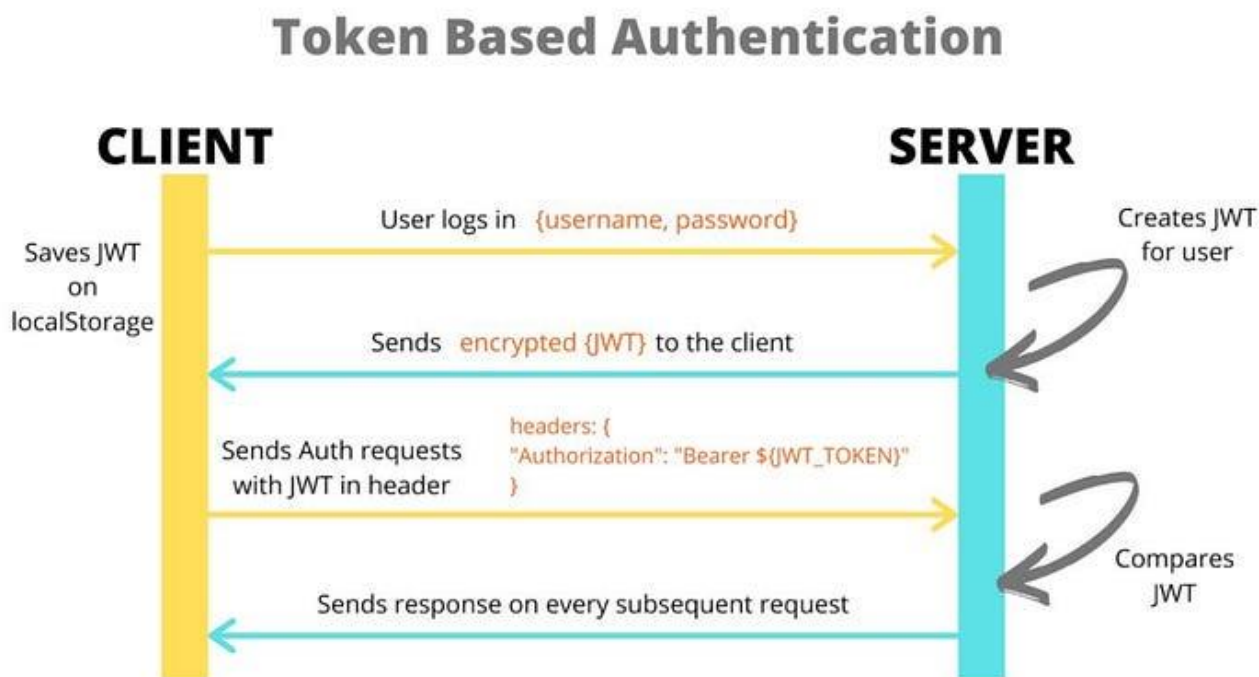 Token Based Authentication
CLIENT
SERVER
User logs in {username, password}
Creates JWT
for user
Saves JWT
on
localStorage
Sends encrypted {JWT} to the client
Sends Auth requests
with JWT in header
headers: {
"Authorization": "Bearer ${JWT_TOKEN}"
}
Compares
JWT
Sends response on every subsequent request